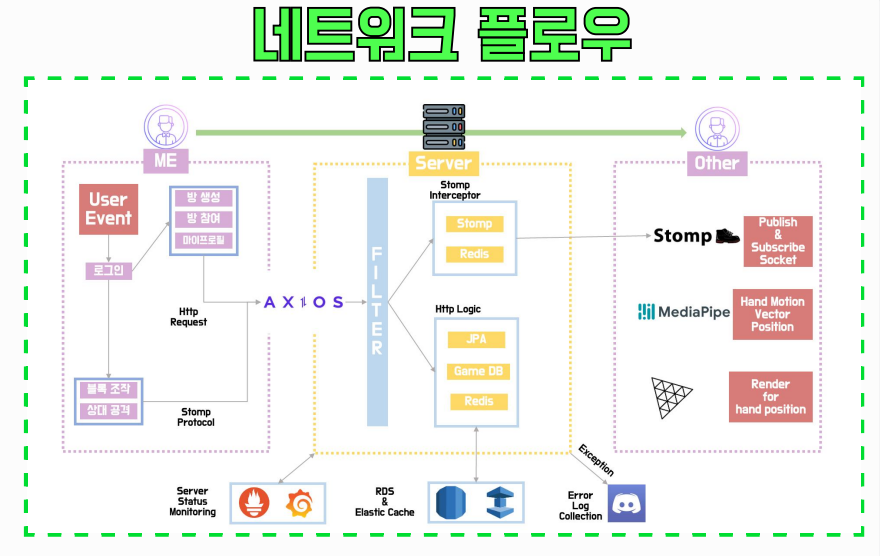 네트워크 플로우
ME
Server
Other
User
Event
로그인
방 생성
방 참여
마이프로필
Http
Request
블록 조작
상대 공격
Stomp
Protocol
AXIOS
FILTER
Stomp
Interceptor
Stomp
Redis
Http Logic
JPA
Game DB
Redis
Stomp
Publish
&
Subscribe
Socket
MediaPipe
Hand Motion
Vector
Position
Render
for
hand position
Server
Status
Monitoring
RDS
&
Elastic Cache
Exception
Error
Log
Collection